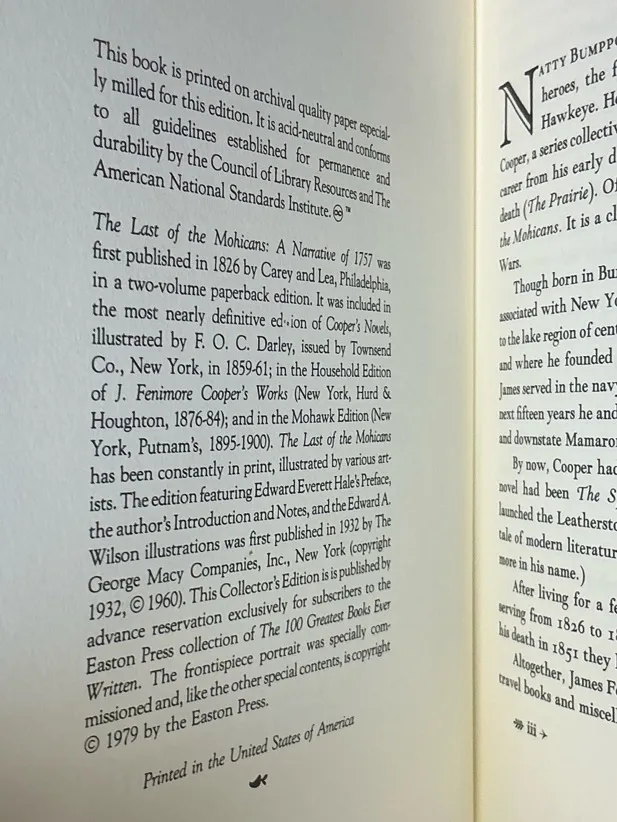 This book is printed on archival quality paper especial-
ly milled for this edition. It is acid-neutral and conforms
to all guidelines established for permanence and
durability by the Council of Library Resources and The
American National Standards Institute. ♾™
The Last of the Mohicans: A Narrative of 1757 was
first published in 1826 by Carey and Lea, Philadelphia,
in a two-volume paperback edition. It was included in
the most nearly definitive edition of Cooper's Novels,
illustrated by F. O. C. Darley, issued by Townsend
Co., New York, in 1859-61; in the Household Edition
of J. Fenimore Cooper's Works (New York, Hurd &
Houghton, 1876-84); and in the Mohawk Edition (New
York, Putnam's, 1895-1900). The Last of the Mohicans
has been constantly in print, illustrated by various art-
ists. The edition featuring Edward Everett Hale's Preface,
the author's Introduction and Notes, and the Edward A.
Wilson illustrations was first published in 1932 by The
George Macy Companies, Inc., New York (copyright
1932, © 1960). This Collector's Edition is is published by
advance reservation exclusively for subscribers to the
Easton Press collection of The 100 Greatest Books Ever
Written. The frontispiece portrait was specially com-
missioned and, like the other special contents, is copyright
© 1979 by the Easton Press.
Printed in the United States of America
NATTY BUMPPO
heroes, the
Hawkeye. He
Cooper, a series
career from his early
death (The Prairie). Of
the Mohicans. It is a
Wars.
Though born in
associated with New
to the lake region of
and where he founded
James served in the
next fifteen years he and
and downstate
By now, Cooper had
novel had been The
launched the
tale of modern
more in his name.)
After living for a
serving from 1826 to
his death in 1851 they
Altogether, James
travel books and
iii